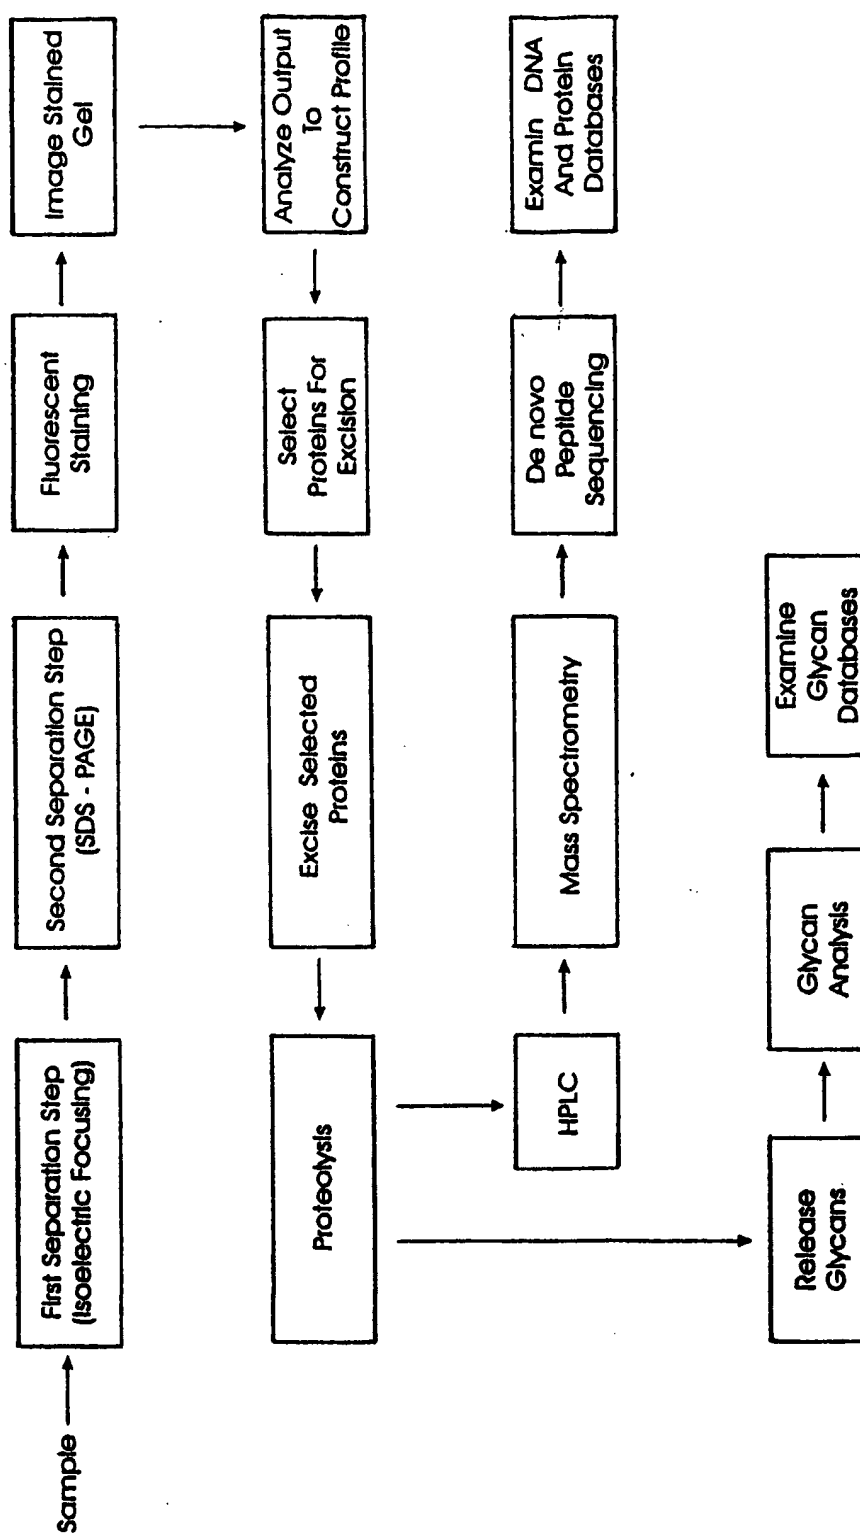 Sample
First Separation Step
(Isoelectric Focusing)
Second Separation Step
(SDS - PAGE)
Fluorescent
Staining
Image Stained
Gel
Analyze Output
To
Construct Profile
Select
Proteins For
Excision
Excise Selected
Proteins
Proteolysis
HPLC
Mass Spectrometry
De novo
Peptide
Sequencing
Examin DNA
And Protein
Databases
Release
Glycans
Glycan
Analysis
Examine
Glycan
Databases